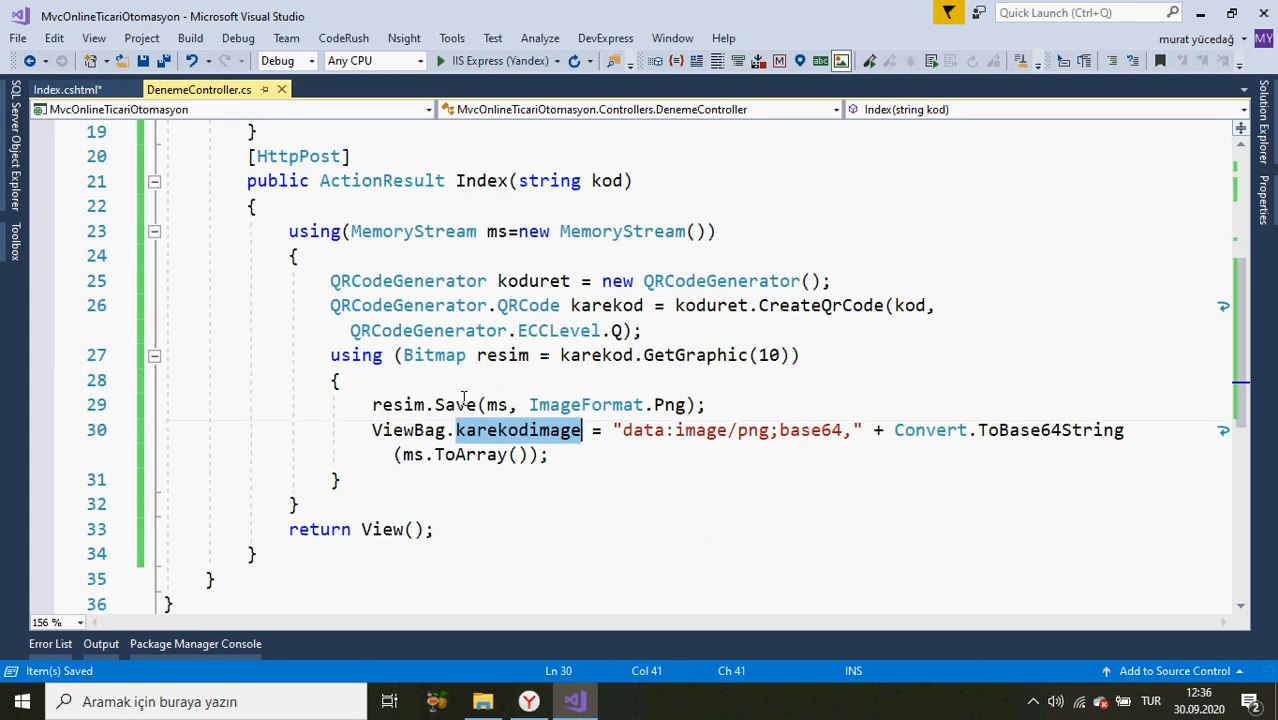 MvcOnlineTicariOtomasyon - Microsoft Visual Studio
Quick Launch (Ctrl+Q)
File Edit View Project Build Debug Team CodeRush Nsight Tools Test Analyze DevExpress Window Help
murat yücedağ MY
Debug Any CPU IIS Express (Yandex)
Index.cshtml* DenemeController.cs
MvcOnlineTicariOtomasyon MvcOnlineTicariOtomasyon.Controllers.DenemeController Index(string kod)
SQL Server Object Explorer
Toolbox
Solution Explorer
Properties
19 }
20 [HttpPost]
21 public ActionResult Index(string kod)
22 {
23 using(MemoryStream ms=new MemoryStream())
24 {
25 QRCodeGenerator koduret = new QRCodeGenerator();
26 QRCodeGenerator.QRCode karekod = koduret.CreateQrCode(kod,
QRCodeGenerator.ECCLevel.Q);
27 using (Bitmap resim = karekod.GetGraphic(10))
28 {
29 resim.Save(ms, ImageFormat.Png);
30 ViewBag.karekodimage = "data:image/png;base64," + Convert.ToBase64String
(ms.ToArray());
31 }
32 }
33 return View();
34 }
35 }
36 }
156 %
Error List Output Package Manager Console
Item(s) Saved Ln 30 Col 41 Ch 41 INS Add to Source Control
Aramak için buraya yazın
TUR
12:36
30.09.2020
2